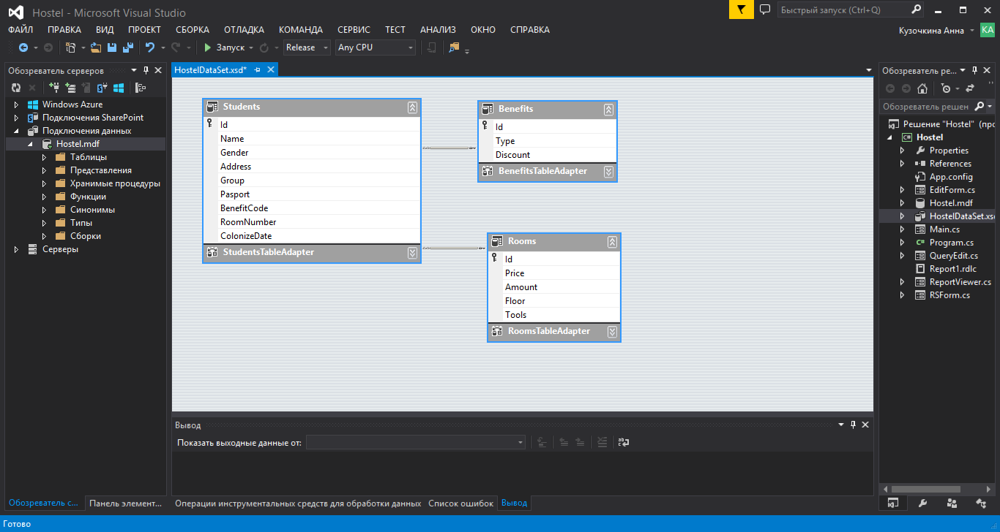 Hostel - Microsoft Visual Studio
Быстрый запуск (Ctrl+Q)
ФАЙЛ ПРАВКА ВИД ПРОЕКТ СБОРКА ОТЛАДКА КОМАНДА СЕРВИС ТЕСТ АНАЛИЗ ОКНО СПРАВКА
Кузочкина Анна KA
Запуск Release Any CPU
Обозреватель серверов
Windows Azure
Подключения SharePoint
Подключения данных
Hostel.mdf
Таблицы
Представления
Хранимые процедуры
Функции
Синонимы
Типы
Сборки
Серверы
Обозреватель с...
Панель элемент...
HostelDataSet.xsd*
Students
Id
Name
Gender
Address
Group
Pasport
BenefitCode
RoomNumber
ColonizeDate
StudentsTableAdapter
Benefits
Id
Type
Discount
BenefitsTableAdapter
Rooms
Id
Price
Amount
Floor
Tools
RoomsTableAdapter
Вывод
Показать выходные данные от:
Операции инструментальных средств для обработки данных Список ошибок Вывод
Обозреватель ре...
Обозреватель решен
Решение "Hostel" (про
C# Hostel
Properties
References
App.config
EditForm.cs
Hostel.mdf
HostelDataSet.xsd
Main.cs
C# Program.cs
QueryEdit.cs
Report1.rdlc
ReportViewer.cs
RSForm.cs
Готово